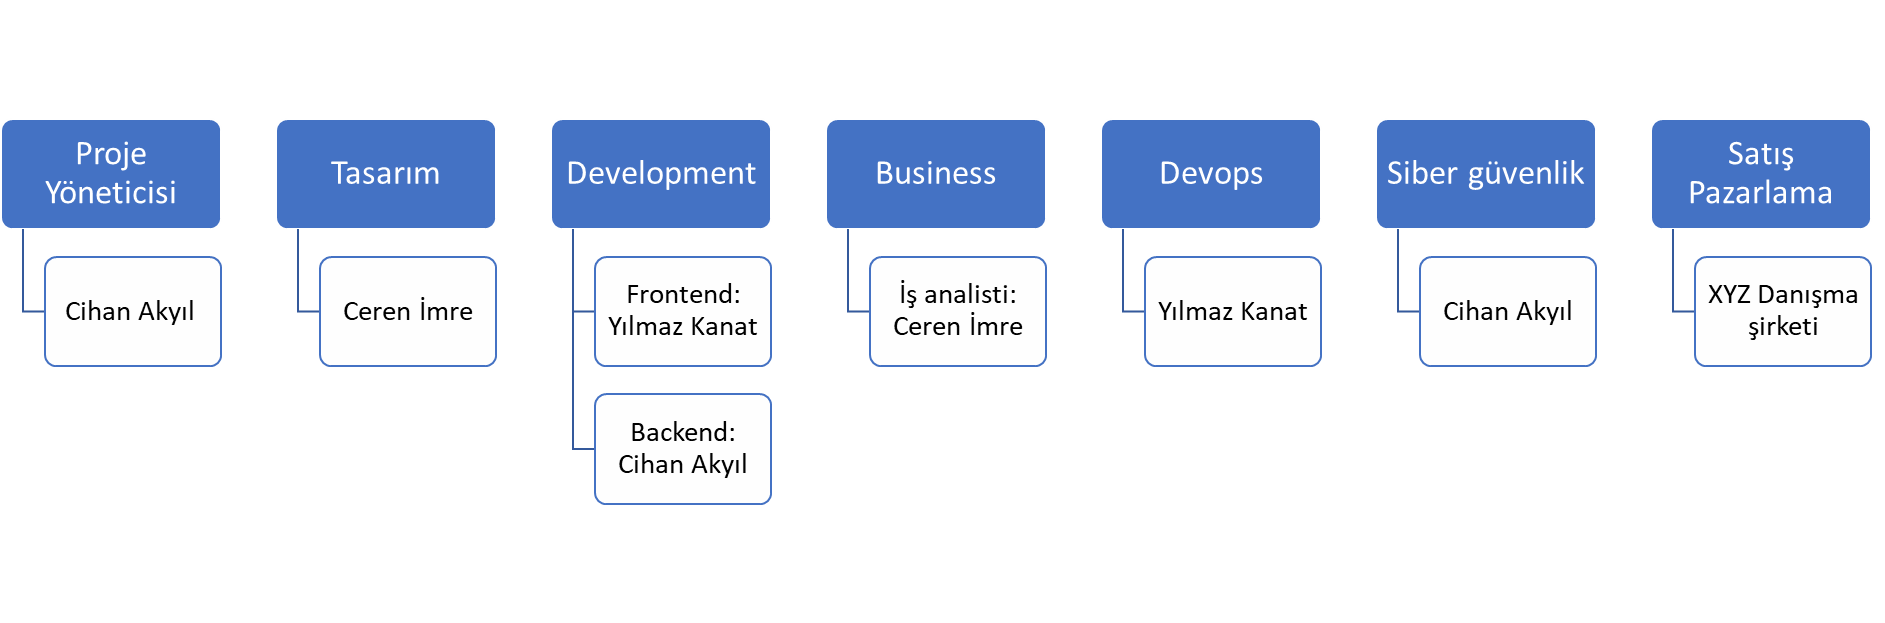 Proje
Yöneticisi
Cihan Akyıl
Tasarım
Ceren İmre
Development
Frontend:
Yılmaz Kanat
Backend:
Cihan Akyıl
Business
İş analisti:
Ceren İmre
Devops
Yılmaz Kanat
Siber güvenlik
Cihan Akyıl
Satış
Pazarlama
XYZ Danışma
şirketi